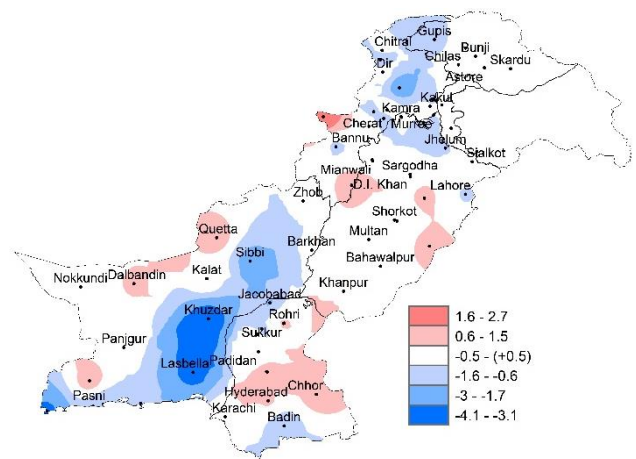 Gupis
Chitral
Bunji
Chilas
Skardu
Dir
Astore
Kakul
Kamra
Cherat
Murree
Bannu
Jhelum
Sialkot
Mianwali
Sargodha
D.I. Khan
Lahore
Zhob
Shorkot
Quetta
Multan
Barkhan
Sibbi
Bahawalpur
Kalat
Dalbandin
Nokkundi
Khanpur
Jacobabad
Khuzdar
Rohri
Sukkur
Panjgur
Padidan
Lasbella
Pasni
Hyderabad
Chhor
Karachi
Badin
1.6 - 2.7
0.6 - 1.5
-0.5 - (+0.5)
-1.6 - -0.6
-3 - -1.7
-4.1 - -3.1